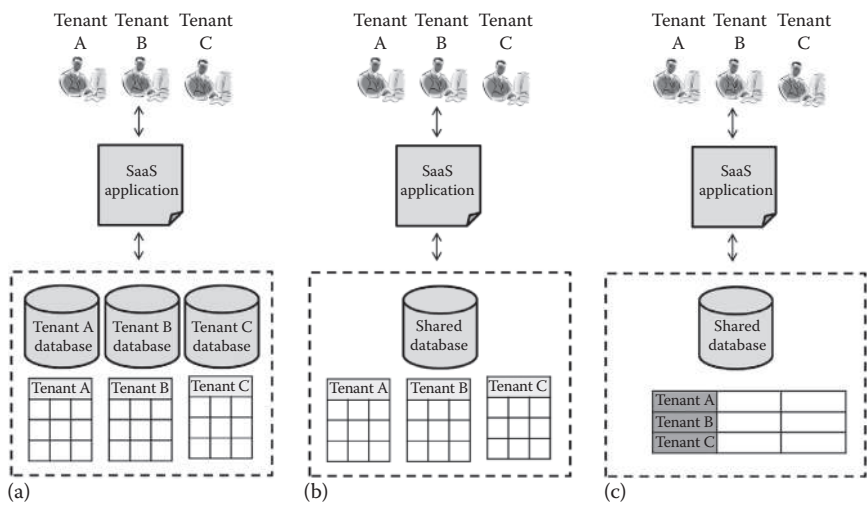 Tenant Tenant Tenant
A B C
SaaS
application
Tenant A
database
Tenant B
database
Tenant C
database
Tenant A
Tenant B
Tenant C
(a)
Tenant Tenant Tenant
A B C
SaaS
application
Shared
database
Tenant A
Tenant B
Tenant C
(b)
Tenant Tenant Tenant
A B C
SaaS
application
Shared
database
Tenant A
Tenant B
Tenant C
(c)